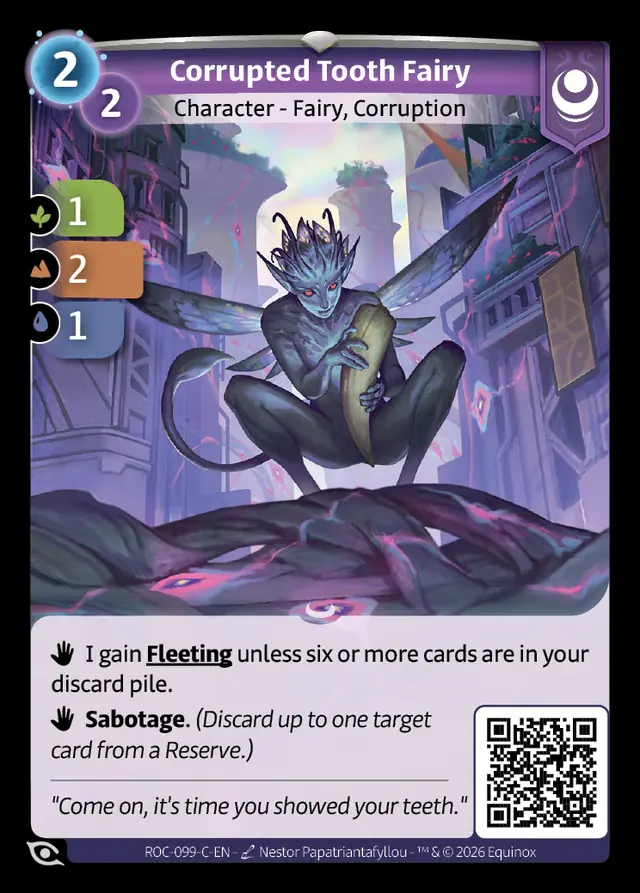 2
2
Corrupted Tooth Fairy
Character - Fairy, Corruption
1
2
1
I gain Fleeting unless six or more cards are in your
discard pile.
Sabotage. (Discard up to one target
card from a Reserve.)
"Come on, it's time you showed your teeth."
ROC-099-C-EN - Nestor Papatriantafyllou - ™ & © 2026 Equinox